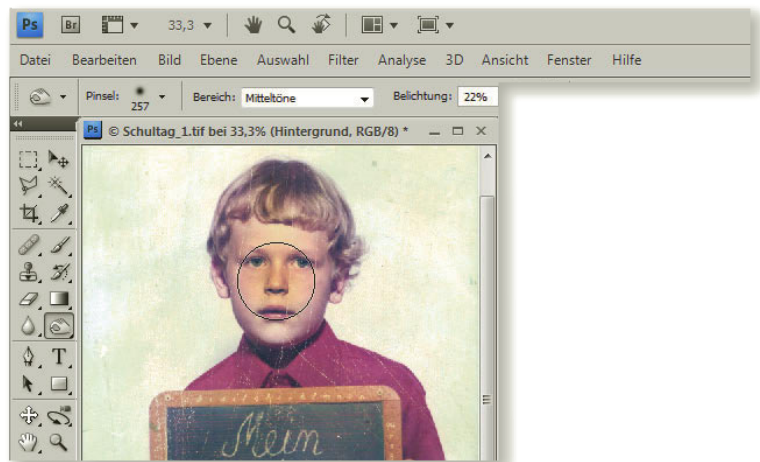 Ps Br 33,3
Datei Bearbeiten Bild Ebene Auswahl Filter Analyse 3D Ansicht Fenster Hilfe
Pinsel: 257 Bereich: Mitteltöne Belichtung: 22%
Ps © Schultag_1.tif bei 33,3% (Hintergrund, RGB/8) *
T
Mein